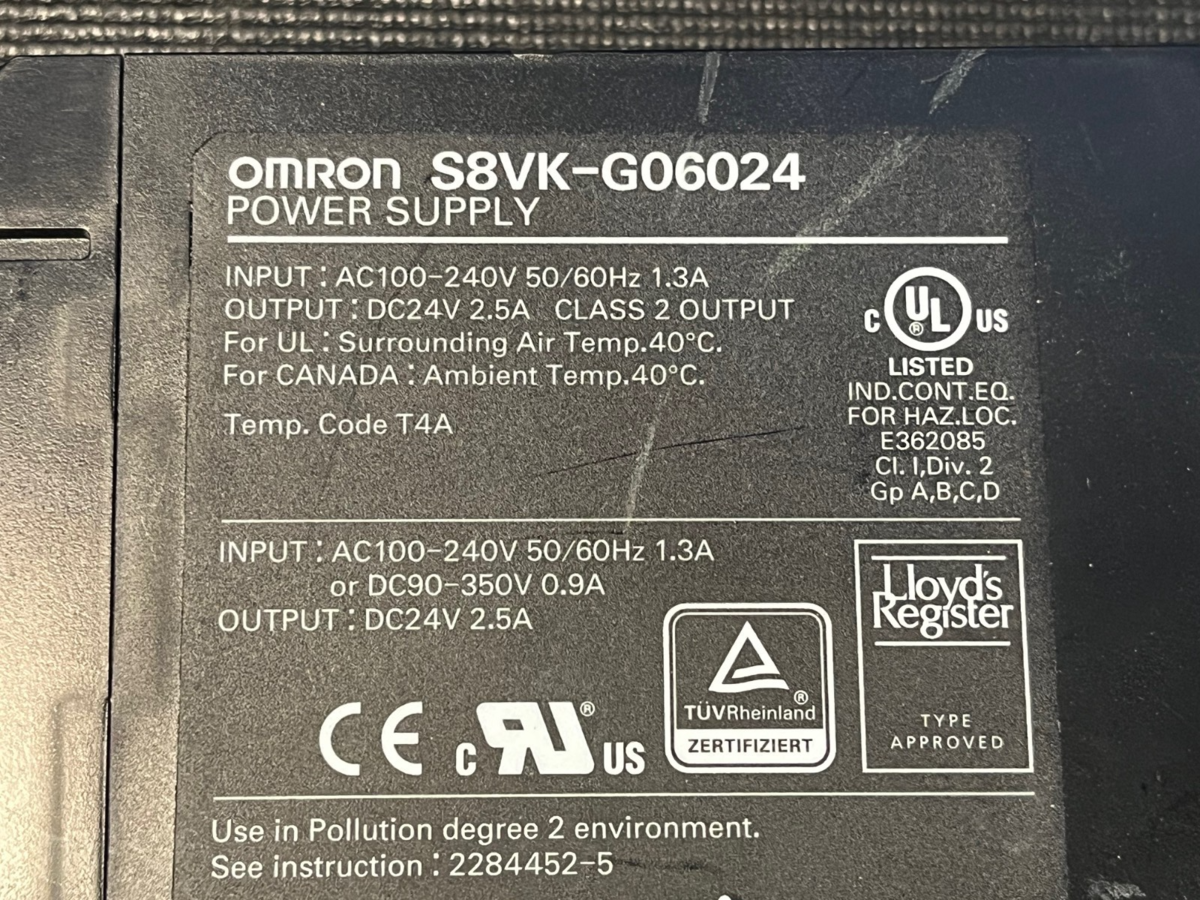 OMRON S8VK-G06024
POWER SUPPLY
INPUT : AC100-240V 50/60Hz 1.3A
OUTPUT : DC24V 2.5A CLASS 2 OUTPUT
For UL : Surrounding Air Temp.40°C.
For CANADA : Ambient Temp.40°C.
Temp. Code T4A
C UL ® US
LISTED
IND.CONT.EQ.
FOR HAZ.LOC.
E362085
Cl. I,Div. 2
Gp A,B,C,D
INPUT : AC100-240V 50/60Hz 1.3A
or DC90-350V 0.9A
OUTPUT : DC24V 2.5A
CE
C RU ® US
®
TÜVRheinland
ZERTIFIZIERT
Lloyd's
Register
TYPE
APPROVED
Use in Pollution degree 2 environment.
See instruction : 2284452-5